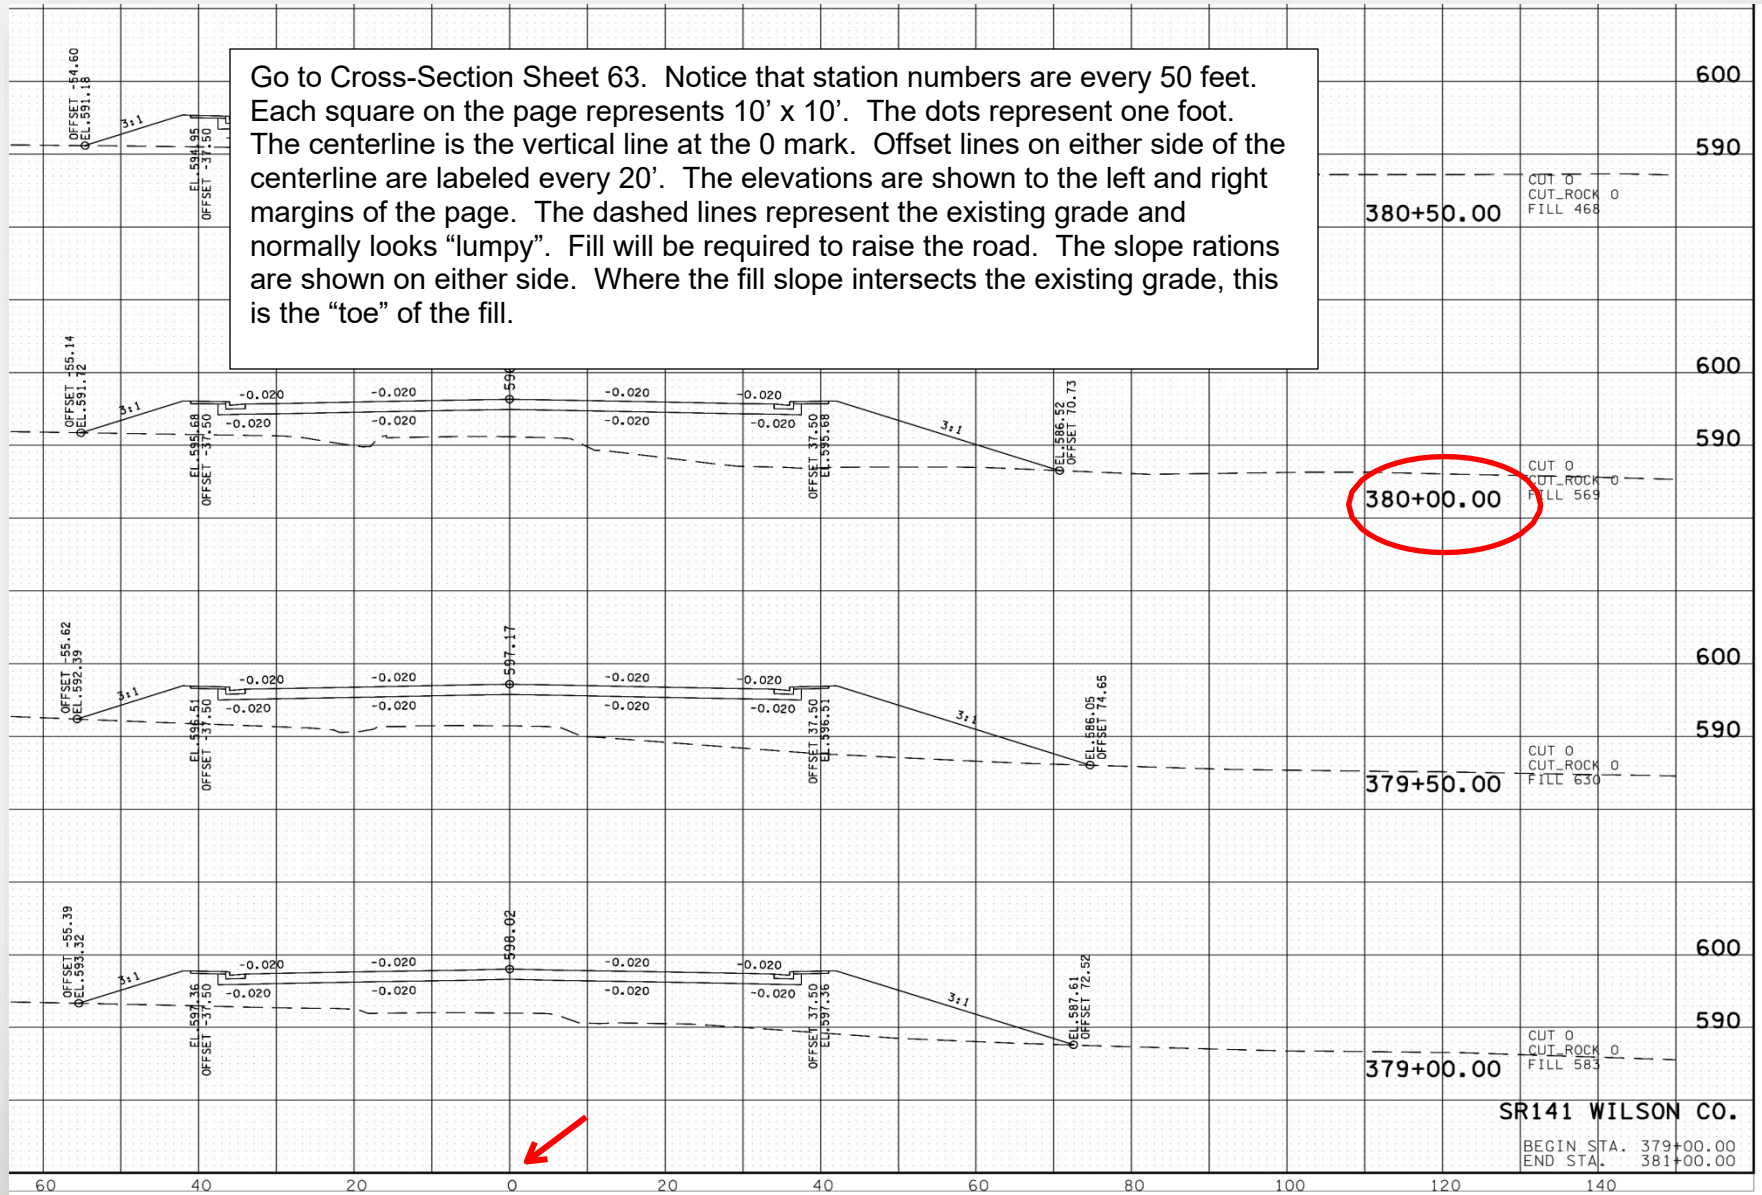 Go to Cross-Section Sheet 63. Notice that station numbers are every 50 feet.
Each square on the page represents 10’ x 10’. The dots represent one foot.
The centerline is the vertical line at the 0 mark. Offset lines on either side of the
centerline are labeled every 20’. The elevations are shown to the left and right
margins of the page. The dashed lines represent the existing grade and
normally looks “lumpy”. Fill will be required to raise the road. The slope rations
are shown on either side. Where the fill slope intersects the existing grade, this
is the “toe” of the fill.
OFFSET -54.60
EL.591.18
3:1
EL.594.95
OFFSET -37.50
600
590
CUT 0
CUT_ROCK 0
FILL 468
380+50.00
OFFSET -55.14
EL.591.72
3:1
-0.020 -0.020 -0.020 -0.020
-0.020 -0.020 -0.020 -0.020
EL.595.68
OFFSET -37.50
OFFSET 37.50
EL.595.68
3:1
EL.586.52
OFFSET 70.73
600
590
CUT 0
CUT_ROCK 0
FILL 569
380+00.00
OFFSET -55.62
EL.592.39
3:1
597.17
-0.020 -0.020 -0.020 -0.020
-0.020 -0.020 -0.020 -0.020
EL.596.51
OFFSET -37.50
OFFSET 37.50
EL.596.51
3:1
EL.586.05
OFFSET 74.65
600
590
CUT 0
CUT_ROCK 0
FILL 630
379+50.00
OFFSET -55.39
EL.593.32
3:1
598.02
-0.020 -0.020 -0.020 -0.020
-0.020 -0.020 -0.020 -0.020
EL.597.36
OFFSET -37.50
OFFSET 37.50
EL.597.36
3:1
EL.587.61
OFFSET 72.52
600
590
CUT 0
CUT_ROCK 0
FILL 583
379+00.00
SR141 WILSON CO.
BEGIN STA. 379+00.00
END STA. 381+00.00
60 40 20 0 20 40 60 80 100 120 140